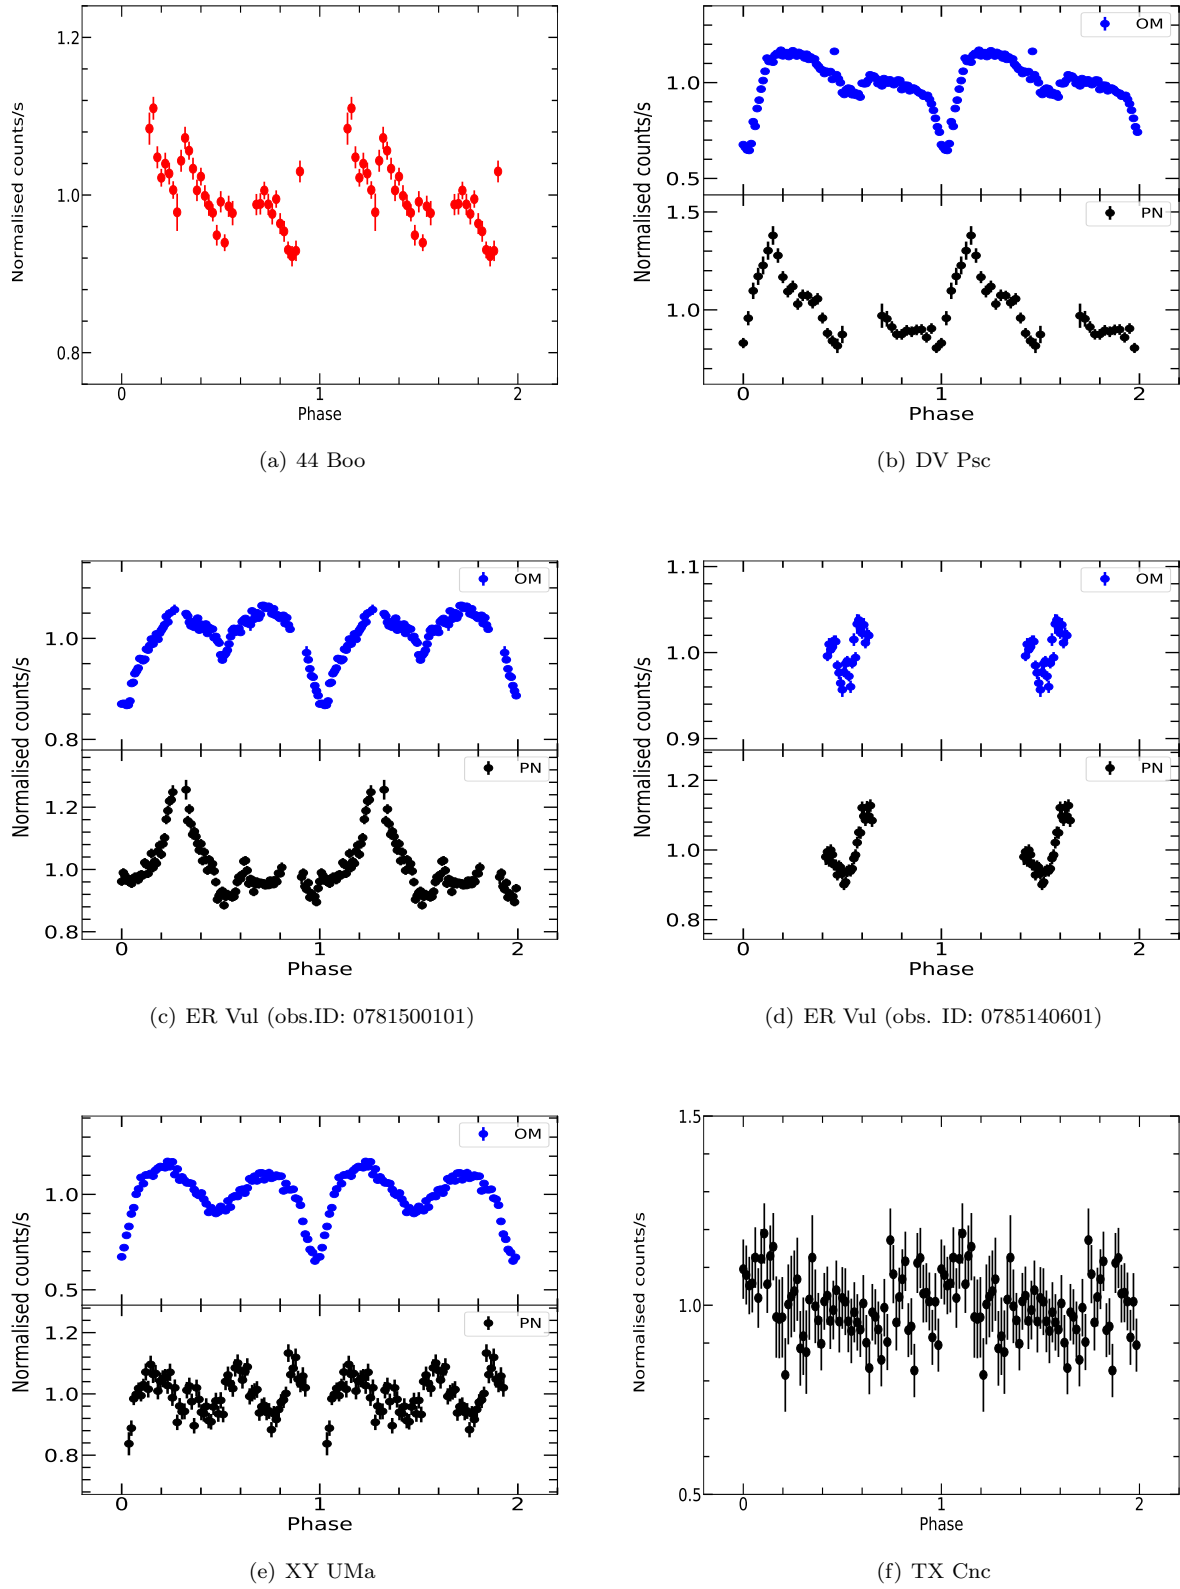 1.2
1.0
0.8
Normalised counts/s
0 1 2
Phase
(a) 44 Boo
OM
1.0
0.5
PN
1.5
1.0
Normalised counts/s
0 1 2
Phase
(b) DV Psc
OM
1.0
0.8
PN
1.2
1.0
0.8
Normalised counts/s
0 1 2
Phase
(c) ER Vul (obs.ID: 0781500101)
OM
1.1
1.0
0.9
PN
1.2
1.0
0.8
Normalised counts/s
0 1 2
Phase
(d) ER Vul (obs. ID: 0785140601)
OM
1.0
0.5
PN
1.2
1.0
0.8
Normalised counts/s
0 1 2
Phase
(e) XY UMa
1.5
1.0
0.5
Normalised counts/s
0 1 2
Phase
(f) TX Cnc